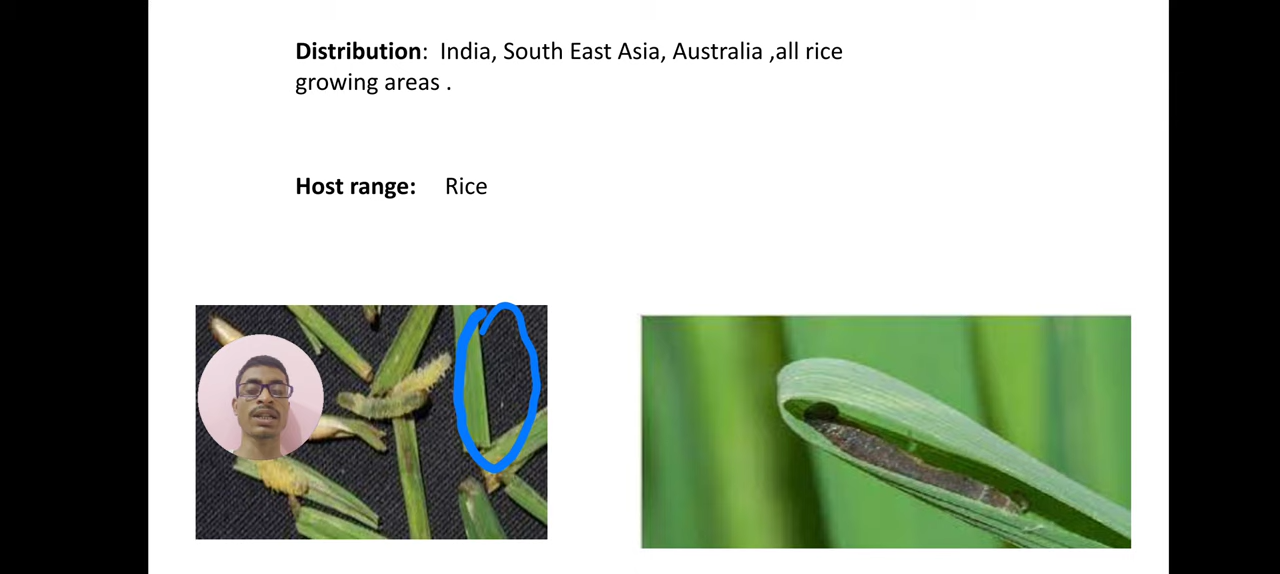 Distribution:  India, South East Asia, Australia ,all rice
growing areas .
Host range:    Rice